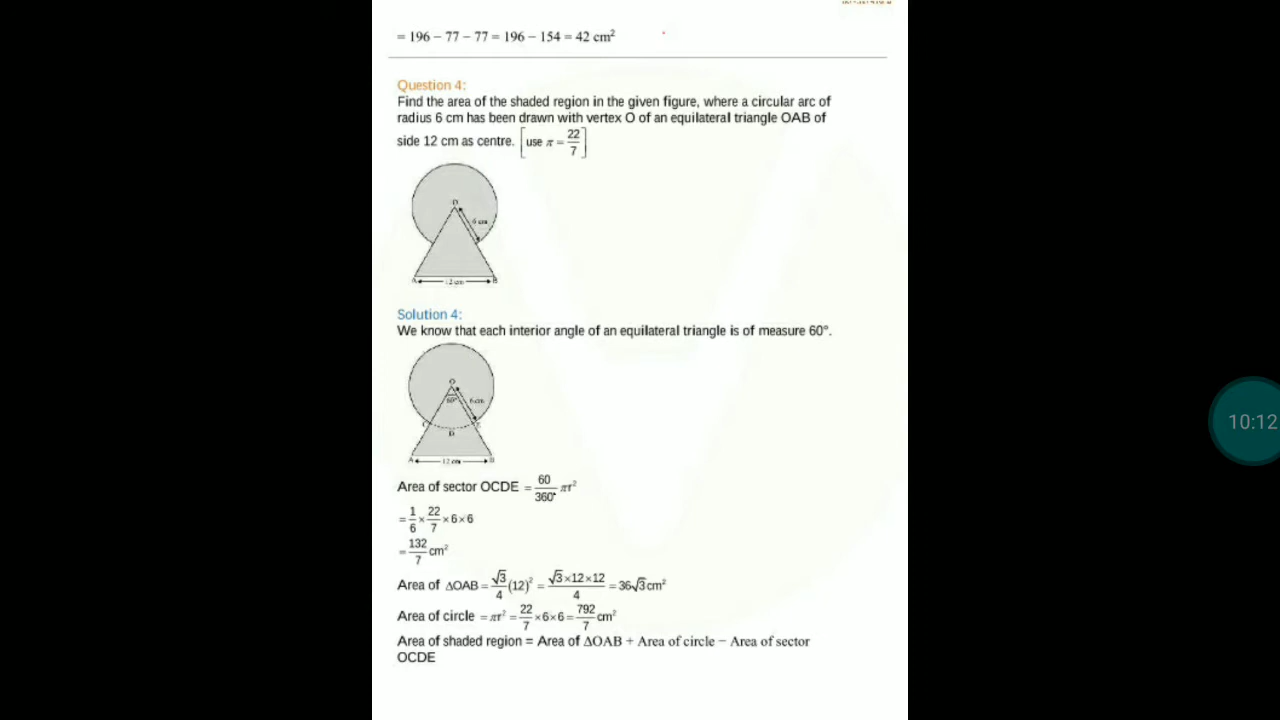 = 196 − 77 − 77 = 196 − 154 = 42 cm²
Question 4:
Find the area of the shaded region in the given figure, where a circular arc of
radius 6 cm has been drawn with vertex O of an equilateral triangle OAB of
side 12 cm as centre. [use π = 22/7]
O
6 cm
A 12 cm B
Solution 4:
We know that each interior angle of an equilateral triangle is of measure 60°.
O
60° 6 cm
C E
D
A 12 cm B
Area of sector OCDE = 60/360° πr²
= 1/6 × 22/7 × 6 × 6
= 132/7 cm²
Area of ΔOAB = √3/4 (12)² = √3 × 12 × 12/4 = 36√3 cm²
Area of circle = πr² = 22/7 × 6 × 6 = 792/7 cm²
Area of shaded region = Area of ΔOAB + Area of circle − Area of sector
OCDE
10:12